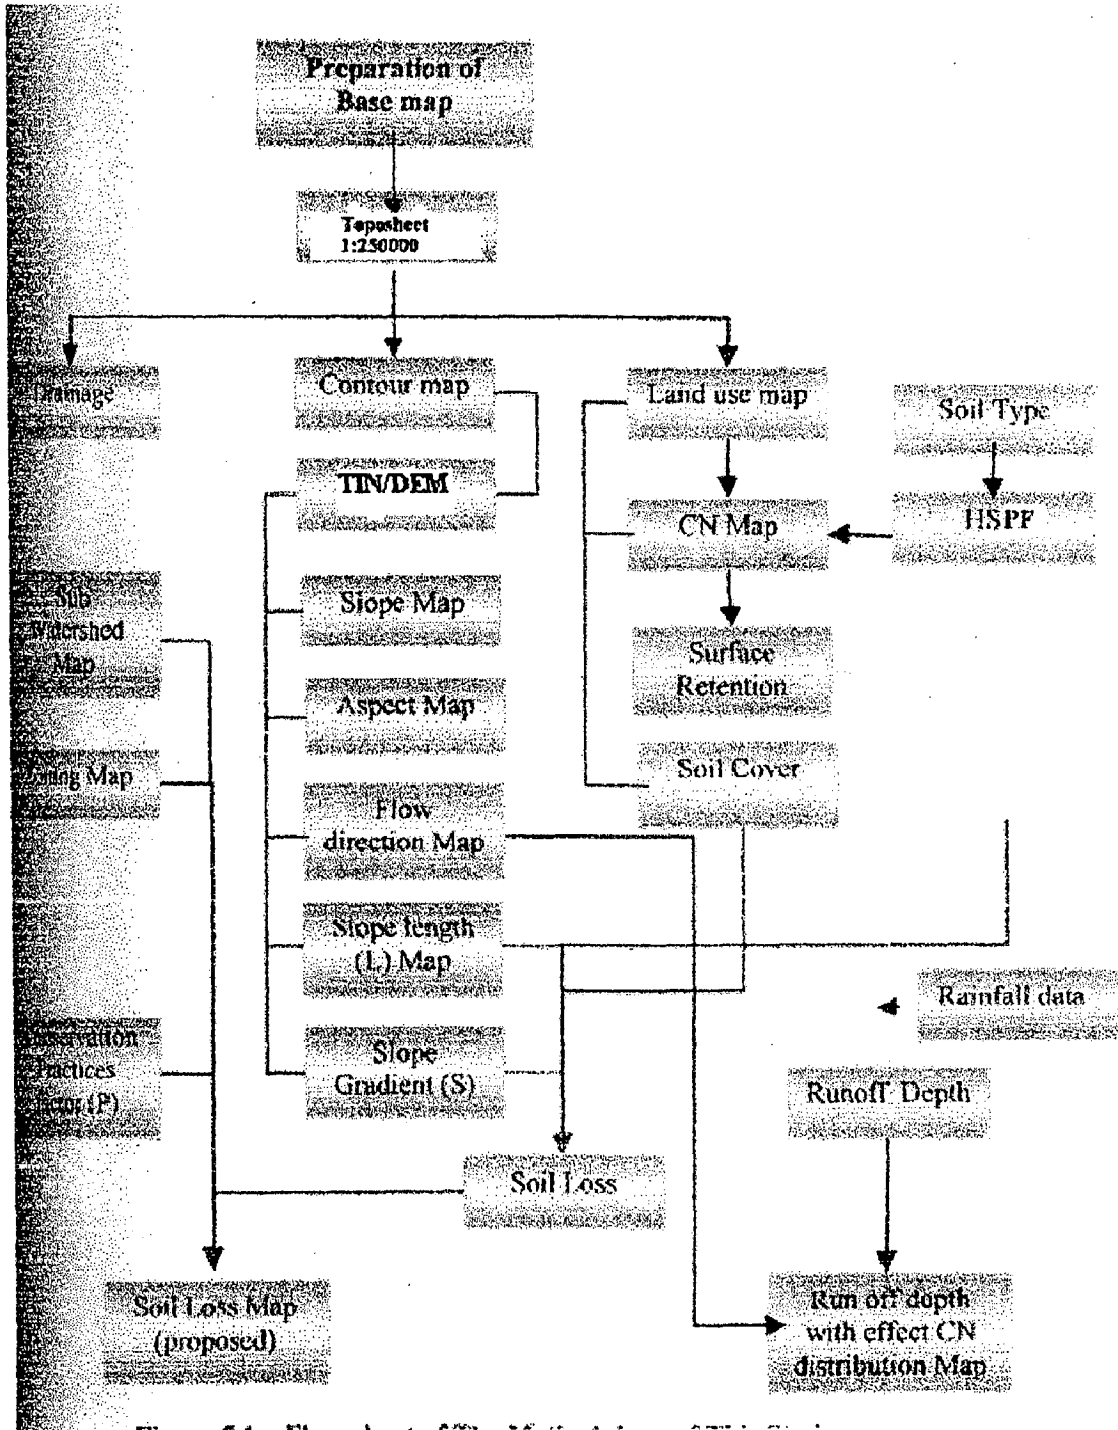 Preparation of
Base map
Toposheet
1:250000
Drainage
Contour map
Land use map
Soil Type
TIN/DEM
CN Map
HSPF
Sub
Watershed
Map
Slope Map
Surface
Retention
Aspect Map
Map
Soil Cover
Flow
direction Map
Slope length
(L) Map
Rainfall data
Practices
(P)
Slope
Gradient (S)
Runoff Depth
Soil Loss
Soil Loss Map
(proposed)
Run off depth
with effect CN
distribution Map